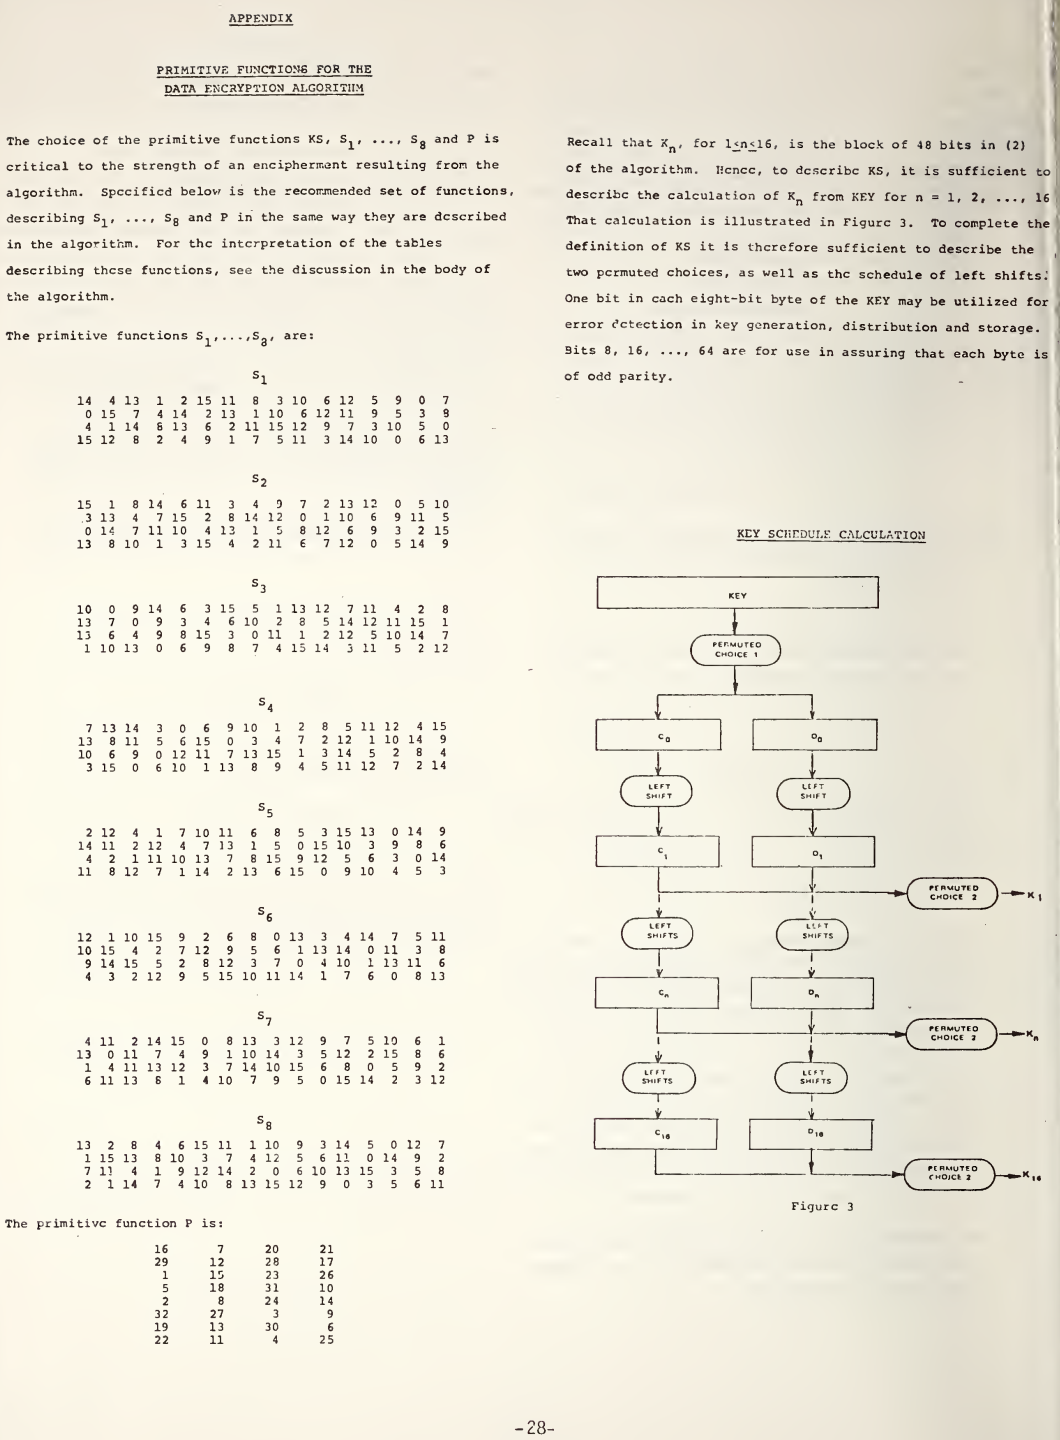 APPENDIX
PRIMITIVE FUNCTIONS FOR THE
DATA ENCRYPTION ALGORITHM
The choice of the primitive functions KS, S1, ..., S8 and P is
critical to the strength of an encipherment resulting from the
algorithm. Specified below is the recommended set of functions,
describing S1, ..., S8 and P in the same way they are described
in the algorithm. For the interpretation of the tables
describing these functions, see the discussion in the body of
the algorithm.
The primitive functions S1,...,S8, are:
S1
14 4 13 1 2 15 11 8 3 10 6 12 5 9 0 7
0 15 7 4 14 2 13 1 10 6 12 11 9 5 3 8
4 1 14 8 13 6 2 11 15 12 9 7 3 10 5 0
15 12 8 2 4 9 1 7 5 11 3 14 10 0 6 13
S2
15 1 8 14 6 11 3 4 9 7 2 13 12 0 5 10
3 13 4 7 15 2 8 14 12 0 1 10 6 9 11 5
0 14 7 11 10 4 13 1 5 8 12 6 9 3 2 15
13 8 10 1 3 15 4 2 11 6 7 12 0 5 14 9
S3
10 0 9 14 6 3 15 5 1 13 12 7 11 4 2 8
13 7 0 9 3 4 6 10 2 8 5 14 12 11 15 1
13 6 4 9 8 15 3 0 11 1 2 12 5 10 14 7
1 10 13 0 6 9 8 7 4 15 14 3 11 5 2 12
S4
7 13 14 3 0 6 9 10 1 2 8 5 11 12 4 15
13 8 11 5 6 15 0 3 4 7 2 12 1 10 14 9
10 6 9 0 12 11 7 13 15 1 3 14 5 2 8 4
3 15 0 6 10 1 13 8 9 4 5 11 12 7 2 14
S5
2 12 4 1 7 10 11 6 8 5 3 15 13 0 14 9
14 11 2 12 4 7 13 1 5 0 15 10 3 9 8 6
4 2 1 11 10 13 7 8 15 9 12 5 6 3 0 14
11 8 12 7 1 14 2 13 6 15 0 9 10 4 5 3
S6
12 1 10 15 9 2 6 8 0 13 3 4 14 7 5 11
10 15 4 2 7 12 9 5 6 1 13 14 0 11 3 8
9 14 15 5 2 8 12 3 7 0 4 10 1 13 11 6
4 3 2 12 9 5 15 10 11 14 1 7 6 0 8 13
S7
4 11 2 14 15 0 8 13 3 12 9 7 5 10 6 1
13 0 11 7 4 9 1 10 14 3 5 12 2 15 8 6
1 4 11 13 12 3 7 14 10 15 6 8 0 5 9 2
6 11 13 8 1 4 10 7 9 5 0 15 14 2 3 12
S8
13 2 8 4 6 15 11 1 10 9 3 14 5 0 12 7
1 15 13 8 10 3 7 4 12 5 6 11 0 14 9 2
7 11 4 1 9 12 14 2 0 6 10 13 15 3 5 8
2 1 14 7 4 10 8 13 15 12 9 0 3 5 6 11
The primitive function P is:
16 7 20 21
29 12 28 17
1 15 23 26
5 18 31 10
2 8 24 14
32 27 3 9
19 13 30 6
22 11 4 25
Recall that Kn, for 1≤n≤16, is the block of 48 bits in (2)
of the algorithm. Hence, to describe KS, it is sufficient to
describe the calculation of Kn from KEY for n = 1, 2, ..., 16
That calculation is illustrated in Figure 3. To complete the
definition of KS it is therefore sufficient to describe the
two permuted choices, as well as the schedule of left shifts.
One bit in each eight-bit byte of the KEY may be utilized for
error detection in key generation, distribution and storage.
Bits 8, 16, ..., 64 are for use in assuring that each byte is
of odd parity.
KEY SCHEDULE CALCULATION
KEY
PERMUTED
CHOICE 1
C0 D0
LEFT LEFT
SHIFT SHIFT
C1 D1
PERMUTED
CHOICE 2 K1
LEFT LEFT
SHIFTS SHIFTS
Cn Dn
PERMUTED
CHOICE 2 Kn
LEFT LEFT
SHIFTS SHIFTS
C16 D16
PERMUTED
CHOICE 2 K16
Figure 3
-28-